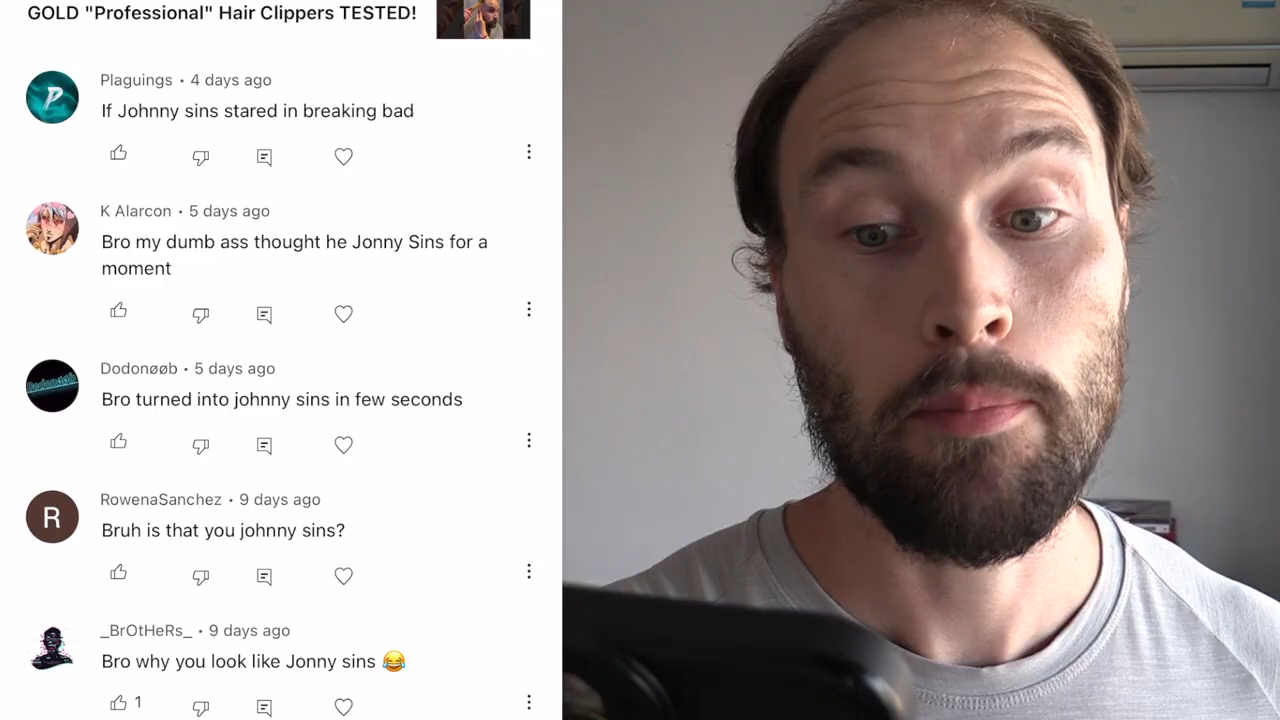 GOLD "Professional" Hair Clippers TESTED!
Plaguings • 4 days ago
If Johnny sins stared in breaking bad
K Alarcon • 5 days ago
Bro my dumb ass thought he Jonny Sins for a
moment
Dodonøøb • 5 days ago
Bro turned into johnny sins in few seconds
R
RowenaSanchez • 9 days ago
Bruh is that you johnny sins?
_BrOtHeRs_ • 9 days ago
Bro why you look like Jonny sins 😂
1